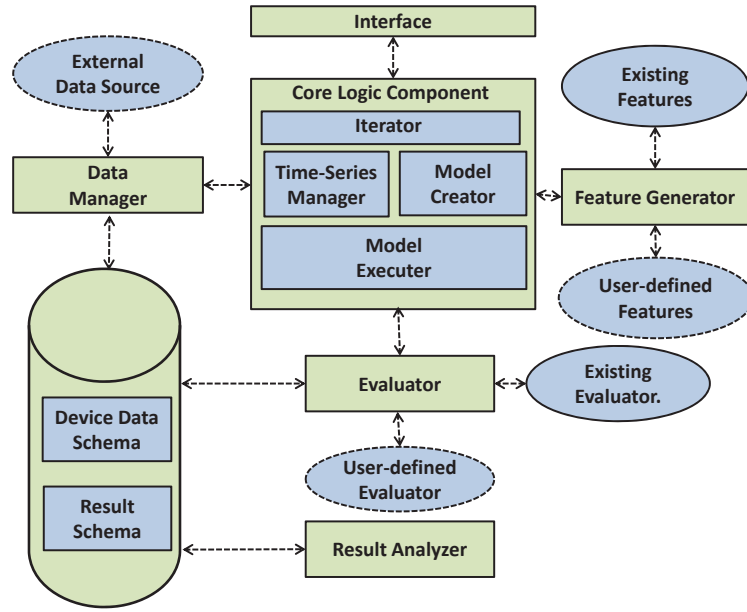 Interface
External
Data Source
Core Logic Component
Existing
Features
Iterator
Data
Manager
Time-Series
Manager
Model
Creator
Feature Generator
Model
Executer
User-defined
Features
Evaluator
Existing
Evaluator.
Device Data
Schema
User-defined
Evaluator
Result
Schema
Result Analyzer